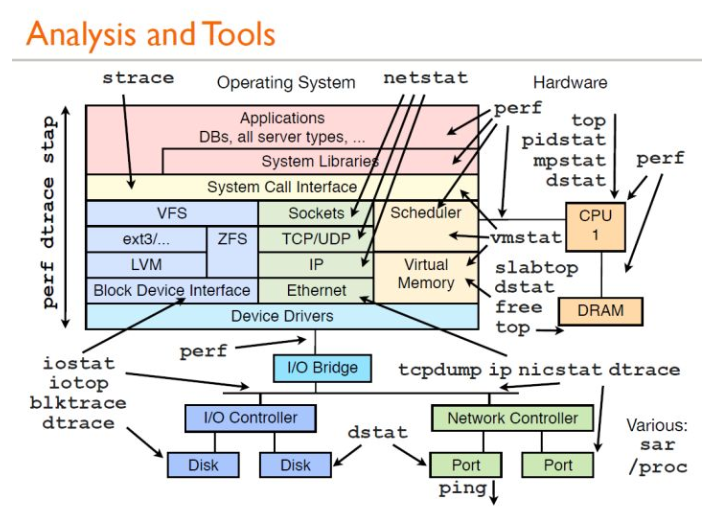 Analysis and Tools
strace
Operating System
netstat
Hardware
perf dtrace stap
Applications
DBs, all server types, ...
System Libraries
System Call Interface
VFS
Sockets
Scheduler
ext3/...
ZFS
TCP/UDP
LVM
IP
Virtual
Memory
Block Device Interface
Ethernet
Device Drivers
perf
top
pidstat
mpstat
dstat
perf
CPU
1
vmstat
slabtop
dstat
free
top
DRAM
perf
I/O Bridge
iostat
iotop
blktrace
dtrace
tcpdump ip nicstat dtrace
I/O Controller
Network Controller
Disk
Disk
dstat
Port
Port
ping
Various:
sar
/proc